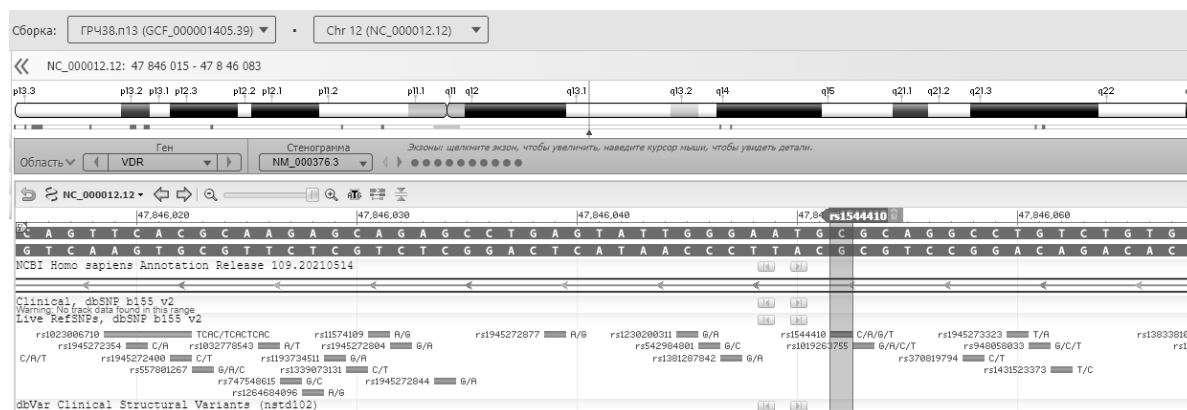 Сборка: ГРЧ38.п13 (GCF_000001405.39) • Chr 12 (NC_000012.12)
NC_000012.12: 47 846 015 - 47 8 46 083
p13.3 p13.2 p13.1 p12.3 p12.2 p12.1 p11.2 p11.1 q11 q12 q13.1 q13.2 q14 q15 q21.1 q21.2 q21.3 q22
Ген Стенограмма Экзоны: щелкните экзон, чтобы увеличить, наведите курсор мыши, чтобы увидеть детали.
Область VDR NM_000376.3
NC_000012.12
47,846,020 47,846,030 47,846,040 47,84 rs1544410 47,846,060
C A G T T C A C G C A A G A G C A G A G C C T G A G T A T T G G G A A T G C G C A G G C C T G T C T G T G
G T C A A G T G C G T T C T C G T C T C G G A C T C A T A A C C C T T A C G C G T C C G G A C A G A C A C
NCBI Homo sapiens Annotation Release 109.20210514
Clinical, dbSNP b155 v2
Warning: No track data found in this range
Live RefSNPs, dbSNP b155 v2
rs1023006710 TCAC/TCACTCAC rs11574109 A/G rs1945272877 A/G rs1230200311 G/A rs1544410 C/A/G/T rs1945273323 T/A rs13833810
rs1945272354 C/A rs1032778543 A/T rs1945272804 G/A rs542984801 G/C rs1019263755 G/A/C/T rs948058033 G/C/T rs1
C/A/T rs1945272400 C/T rs1193734511 G/A rs1381287842 G/A rs370819794 C/T
rs557801267 G/A/C rs1339073131 C/T rs1431523373 T/C
rs747548615 G/C rs1945272844 G/A
rs1264684096 A/G
dbVar Clinical Structural Variants (nstd102)